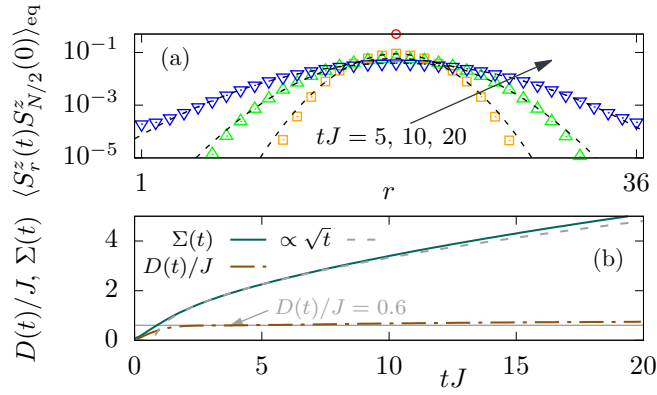 ⟨S^z_r(t)S^z_{N/2}(0)⟩_eq
10^{-1}
10^{-3}
10^{-5}
(a)
tJ = 5, 10, 20
1
r
36
D(t)/J, Σ(t)
4
2
0
Σ(t)
∝ √t
D(t)/J
(b)
D(t)/J = 0.6
0
5
10
15
20
tJ